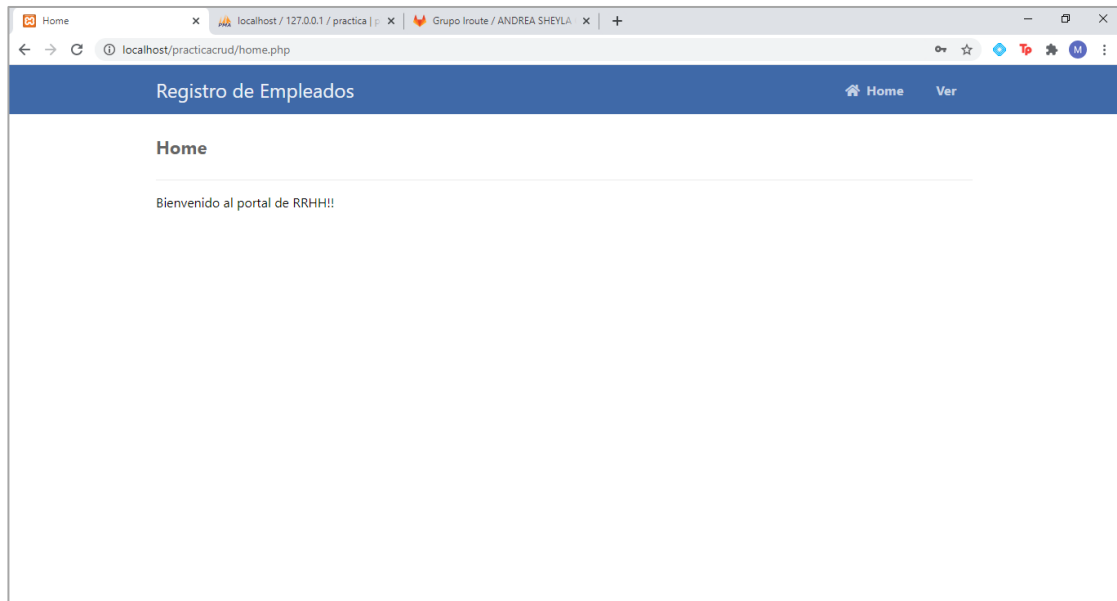 Home
localhost / 127.0.0.1 / practica | p
Grupo Iroute / ANDREA SHEYLA
localhost/practicacrud/home.php
Tp
M
Registro de Empleados
Home Ver
Home
Bienvenido al portal de RRHH!!